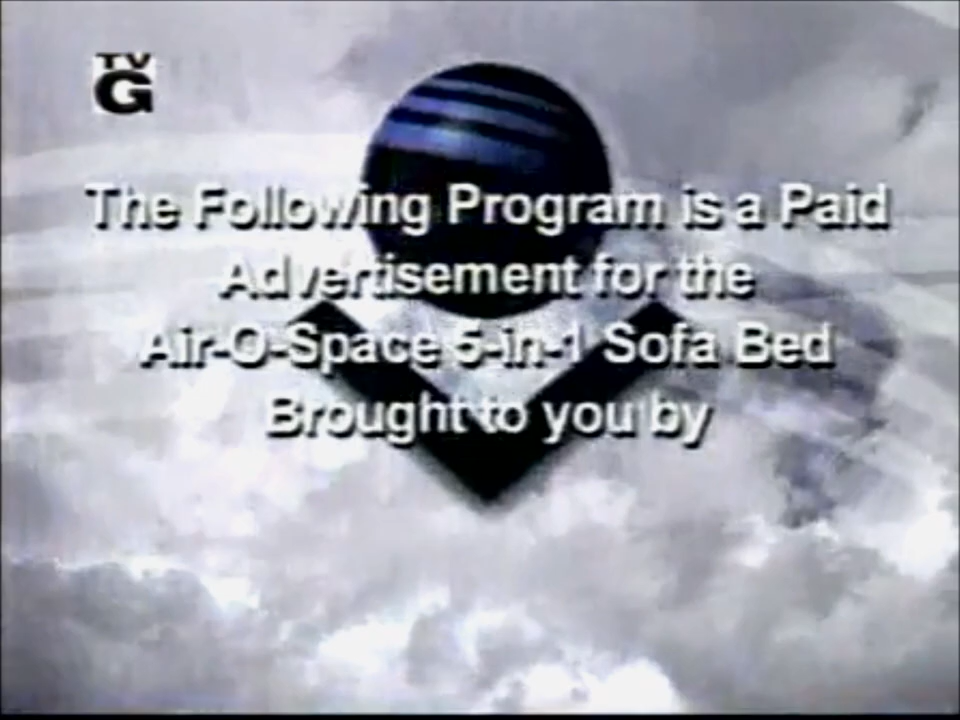 TV
G
The Following Program is a Paid
Advertisement for the
Air-O-Space 5-in-1 Sofa Bed
Brought to you by